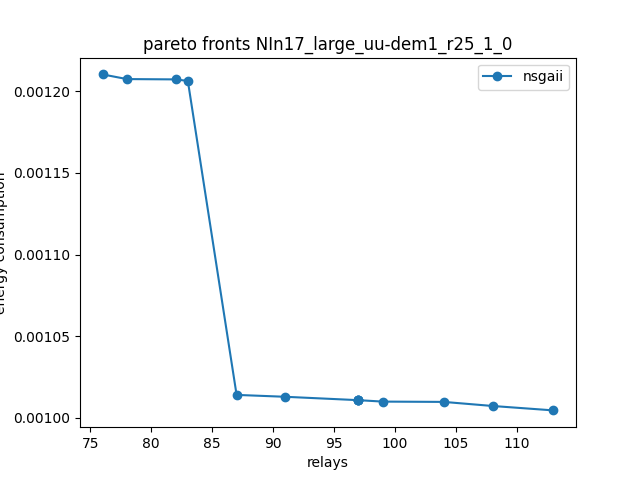 pareto fronts NIn17_large_uu-dem1_r25_1_0
nsgaii
0.00120
0.00115
0.00110
0.00105
0.00100
energy consumption
75 80 85 90 95 100 105 110
relays